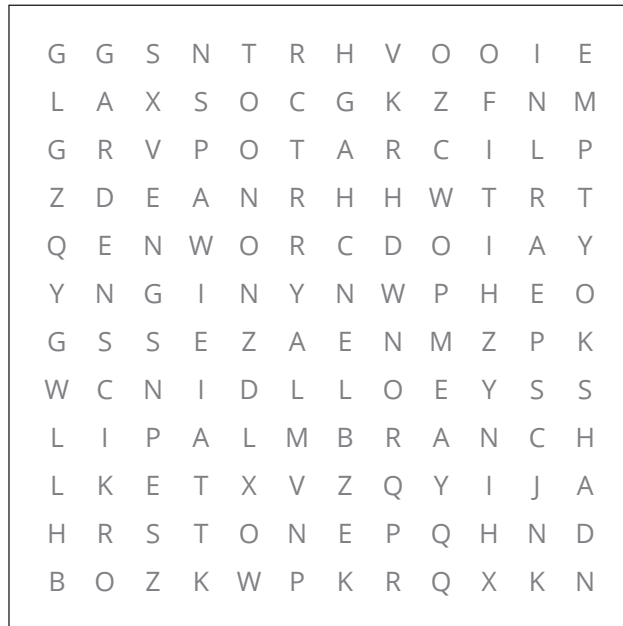 G G S N T R H V O O I E
L A X S O C G K Z F N M
G R V P O T A R C I L P
Z D E A N R H H W T R T
Q E N W O R C D O I A Y
Y N G I N Y N W P H E O
G S S E Z A E N M Z P K
W C N I D L L O E Y S S
L I P A L M B R A N C H
L K E T X V Z Q Y I J A
H R S T O N E P Q H N D
B O Z K W P K R Q X K N